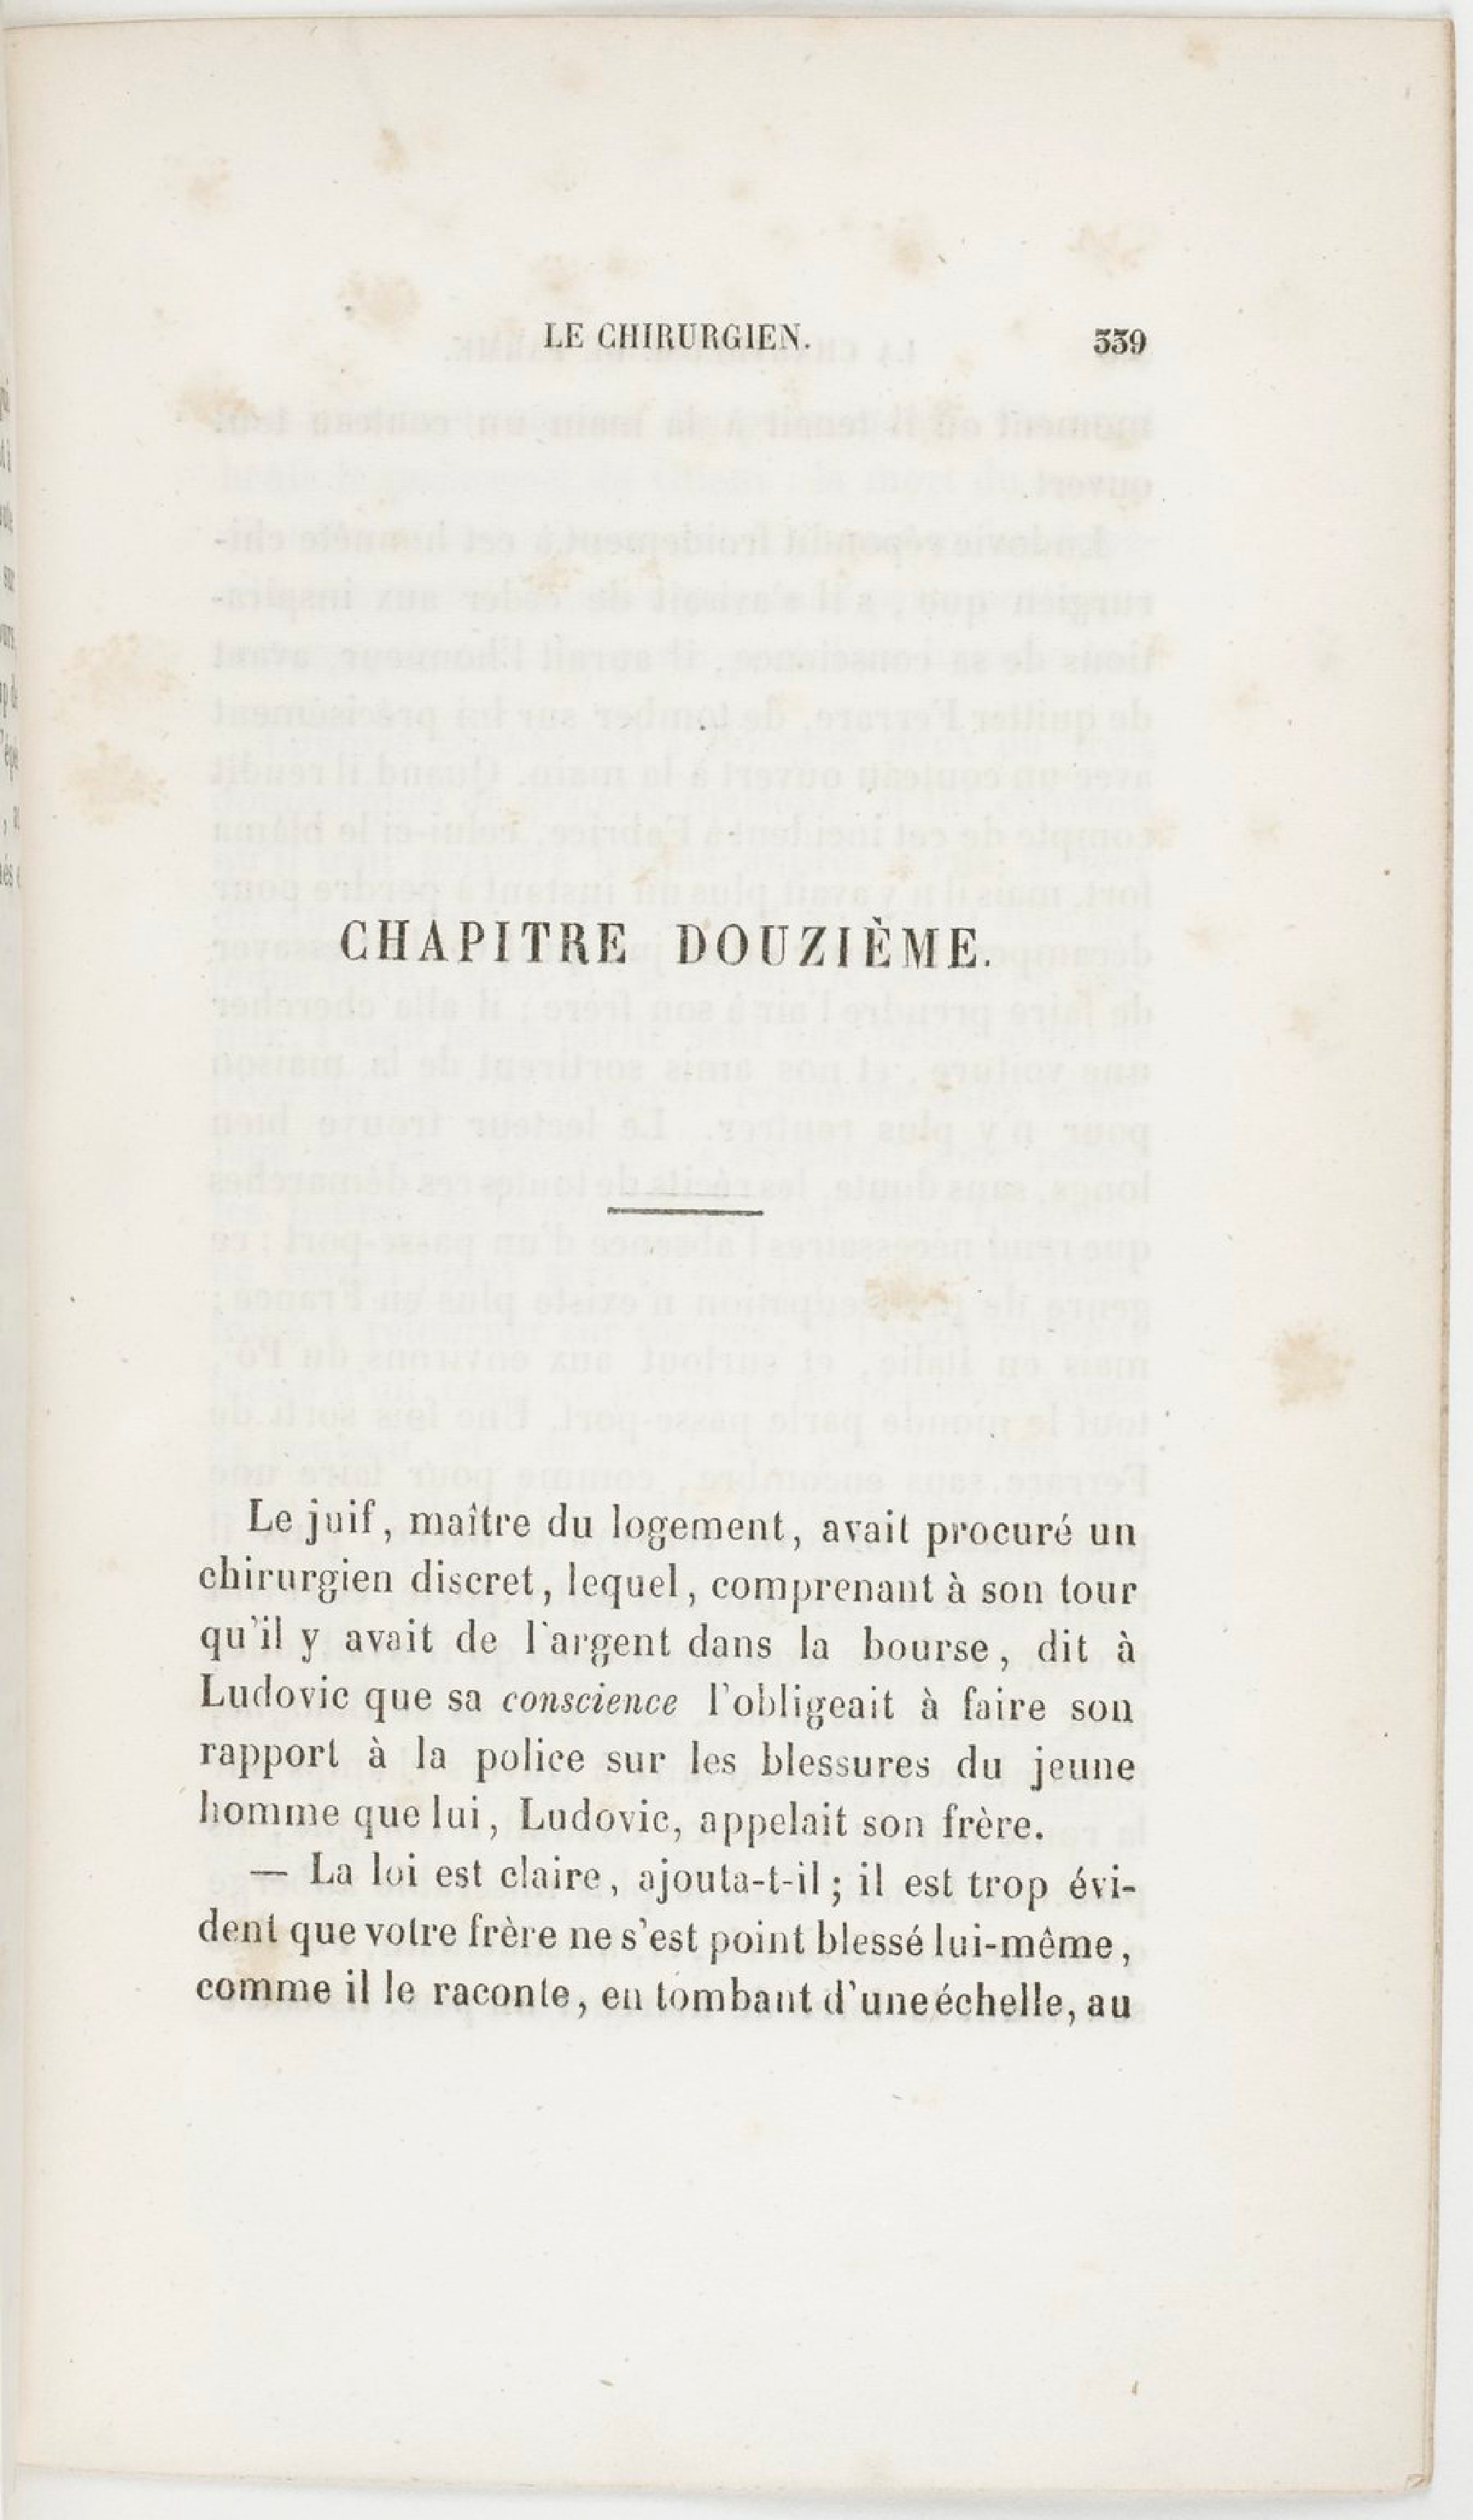 LE CHIRURGIEN. 339
CHAPITRE DOUZIÈME.
Le juif, maître du logement, avait procuré un
chirurgien discret, lequel, comprenant à son tour
qu'il y avait de l'argent dans la bourse, dit à
Ludovic que sa conscience l'obligeait à faire son
rapport à la police sur les blessures du jeune
homme que lui, Ludovic, appelait son frère.
— La loi est claire, ajouta-t-il; il est trop évi-
dent que votre frère ne s'est point blessé lui-même,
comme il le raconte, en tombant d'une échelle, au